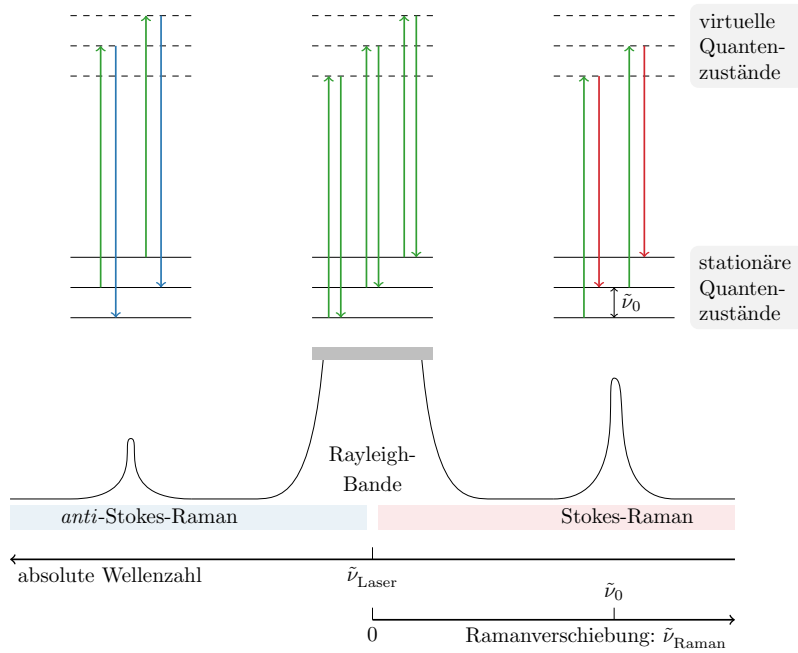 virtuelle
Quanten-
zustände
stationäre
Quanten-
zustände
ν̃₀
Rayleigh-
Bande
anti-Stokes-Raman
Stokes-Raman
absolute Wellenzahl
ν̃Laser
ν̃₀
0
Ramanverschiebung: ν̃Raman